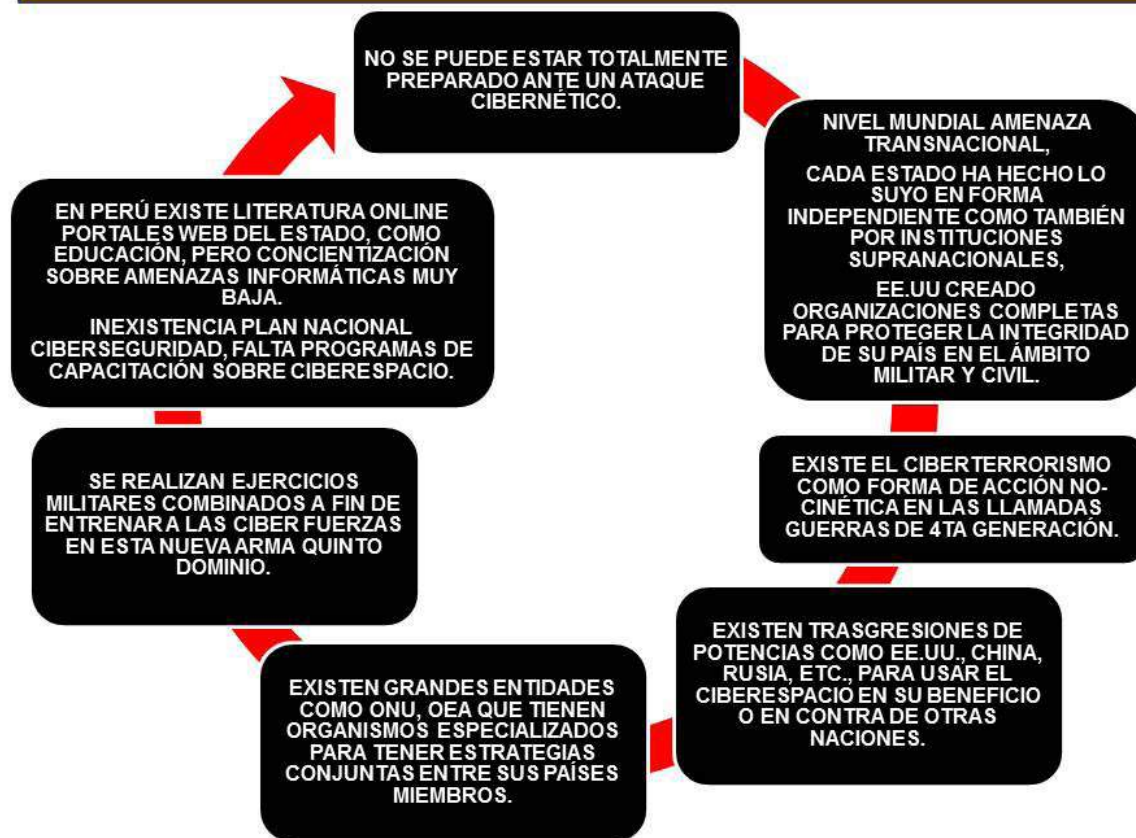 NO SE PUEDE ESTAR TOTALMENTE
PREPARADO ANTE UN ATAQUE
CIBERNÉTICO.
NIVEL MUNDIAL AMENAZA
TRANSNACIONAL,
CADA ESTADO HA HECHO LO
SUYO EN FORMA
INDEPENDIENTE COMO TAMBIÉN
POR INSTITUCIONES
SUPRANACIONALES,
EE.UU CREADO
ORGANIZACIONES COMPLETAS
PARA PROTEGER LA INTEGRIDAD
DE SU PAÍS EN EL ÁMBITO
MILITAR Y CIVIL.
EXISTE EL CIBERTERRORISMO
COMO FORMA DE ACCIÓN NO-
CINÉTICA EN LAS LLAMADAS
GUERRAS DE 4TA GENERACIÓN.
EXISTEN TRASGRESIONES DE
POTENCIAS COMO EE.UU., CHINA,
RUSIA, ETC., PARA USAR EL
CIBERESPACIO EN SU BENEFICIO
O EN CONTRA DE OTRAS
NACIONES.
EXISTEN GRANDES ENTIDADES
COMO ONU, OEA QUE TIENEN
ORGANISMOS ESPECIALIZADOS
PARA TENER ESTRATEGIAS
CONJUNTAS ENTRE SUS PAÍSES
MIEMBROS.
SE REALIZAN EJERCICIOS
MILITARES COMBINADOS A FIN DE
ENTRENAR A LAS CIBER FUERZAS
EN ESTA NUEVA ARMA QUINTO
DOMINIO.
EN PERÚ EXISTE LITERATURA ONLINE
PORTALES WEB DEL ESTADO, COMO
EDUCACIÓN, PERO CONCIENTIZACIÓN
SOBRE AMENAZAS INFORMÁTICAS MUY
BAJA.
INEXISTENCIA PLAN NACIONAL
CIBERSEGURIDAD, FALTA PROGRAMAS DE
CAPACITACIÓN SOBRE CIBERESPACIO.